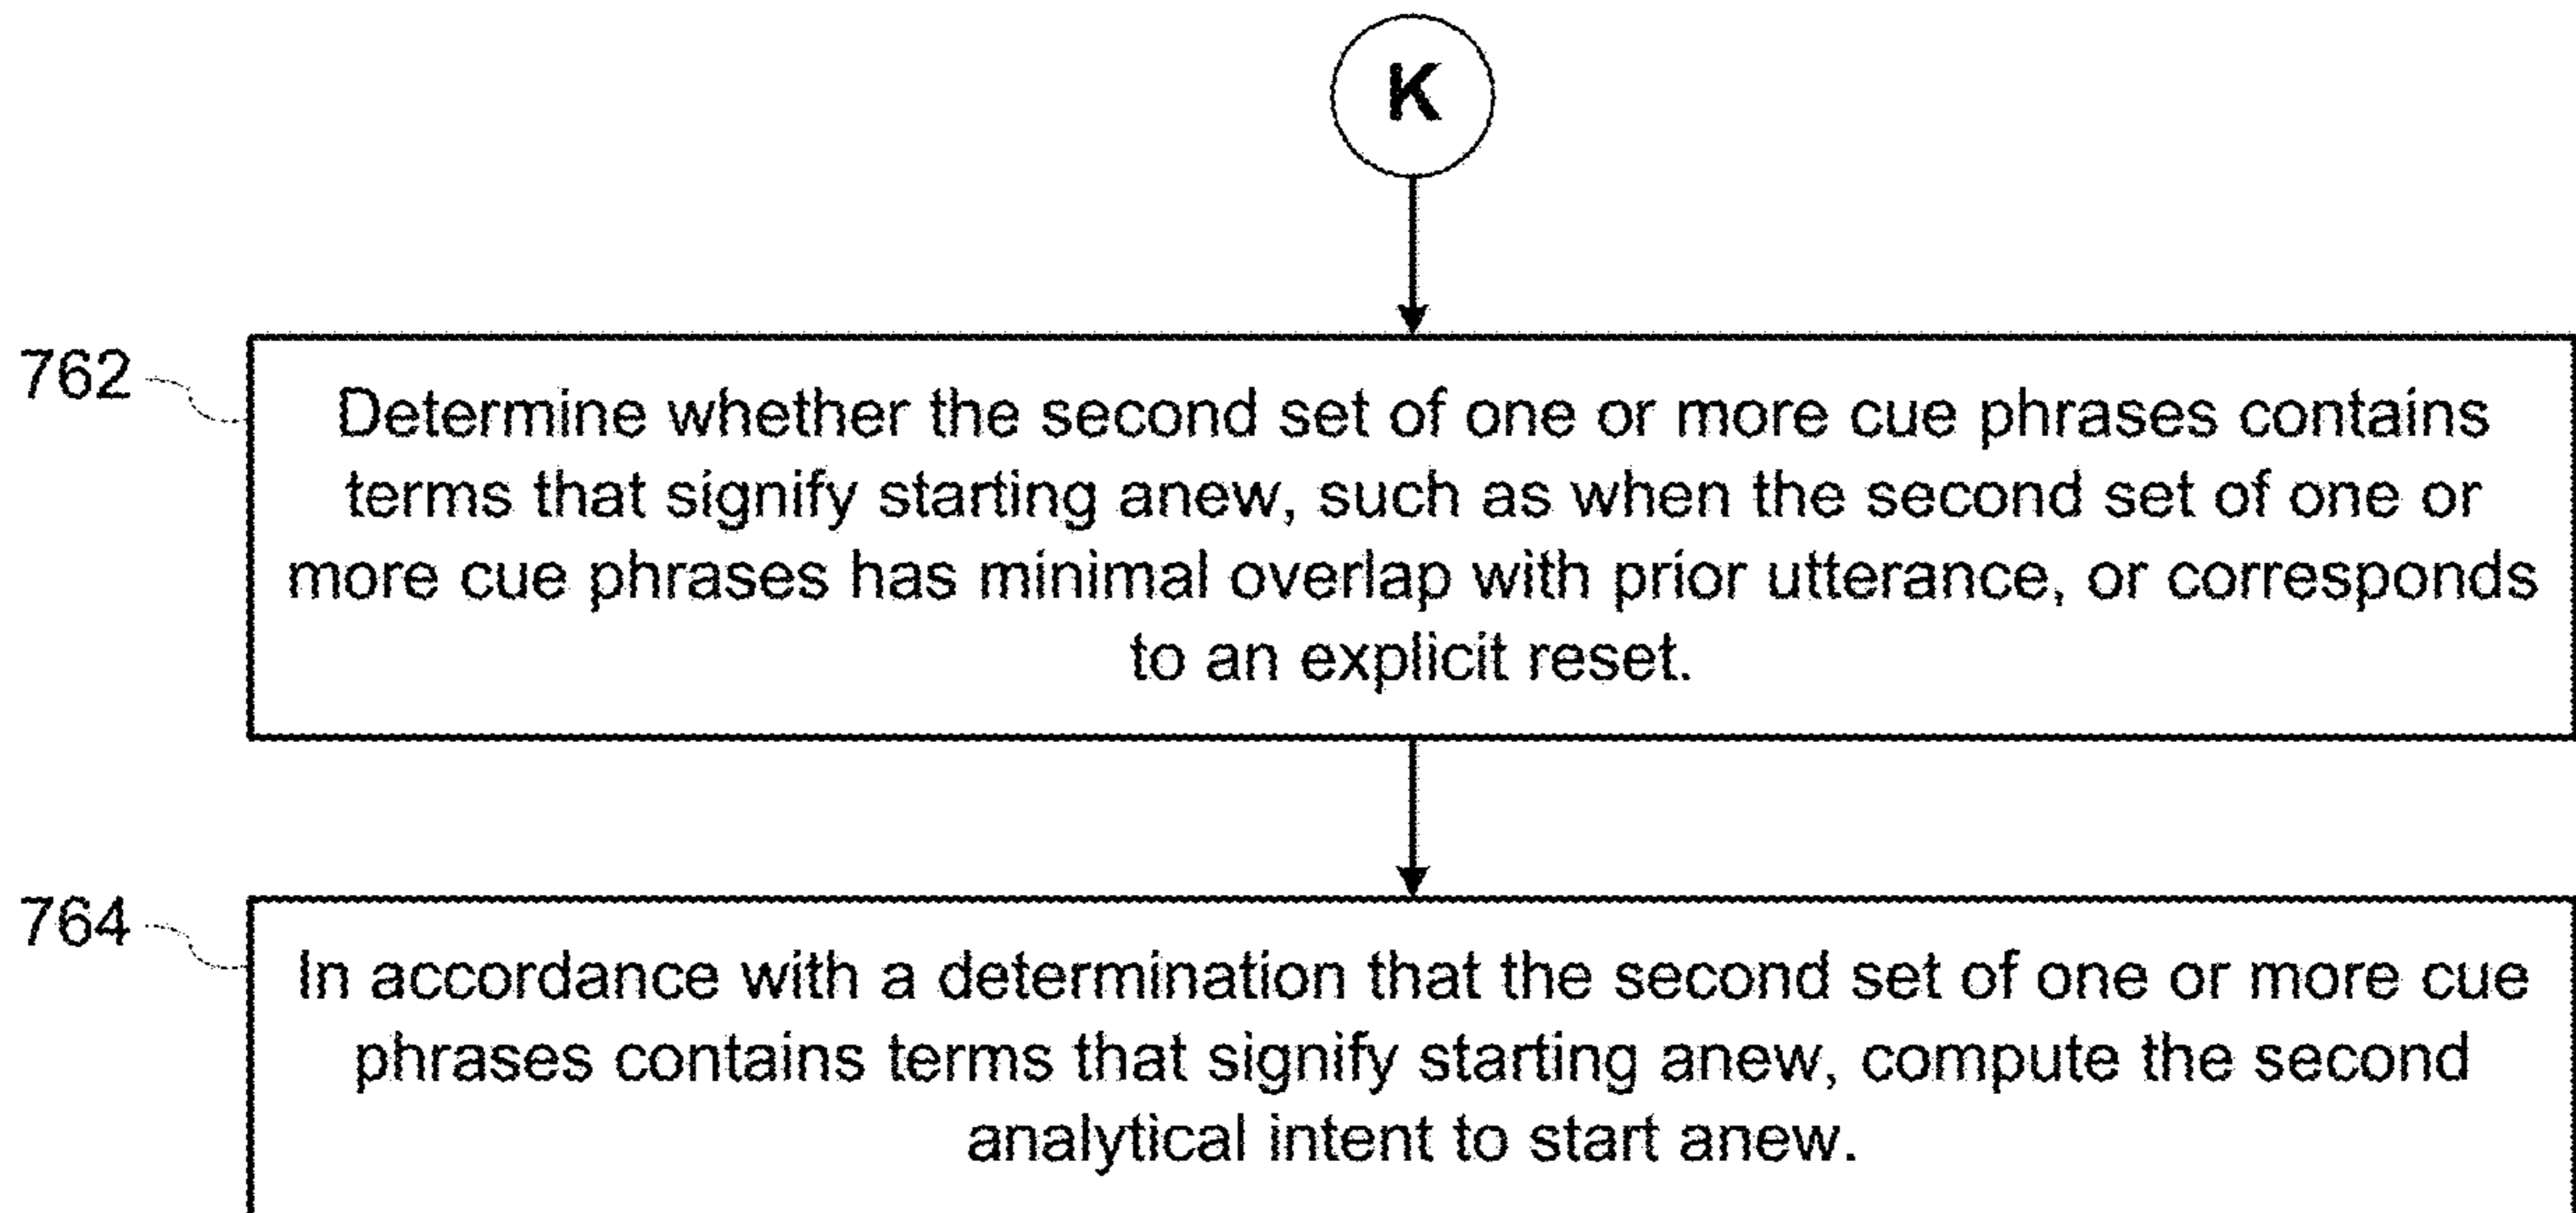 K
762
Determine whether the second set of one or more cue phrases contains
terms that signify starting anew, such as when the second set of one or
more cue phrases has minimal overlap with prior utterance, or corresponds
to an explicit reset.
764
In accordance with a determination that the second set of one or more cue
phrases contains terms that signify starting anew, compute the second
analytical intent to start anew.